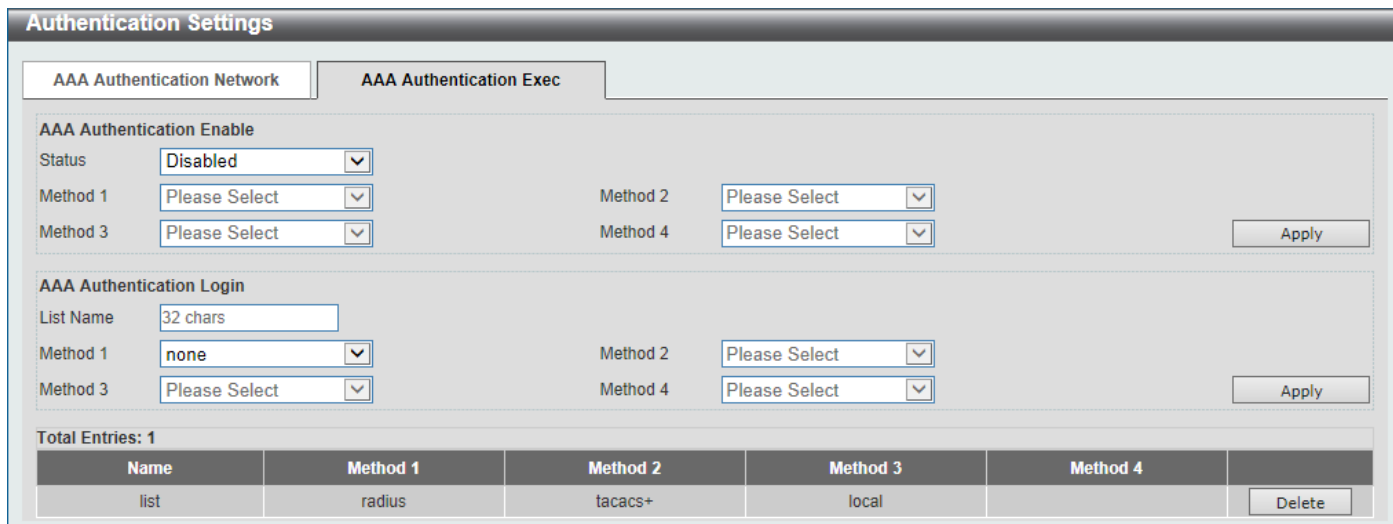 Authentication Settings
AAA Authentication Network AAA Authentication Exec
AAA Authentication Enable
Status Disabled
Method 1 Please Select Method 2 Please Select
Method 3 Please Select Method 4 Please Select Apply
AAA Authentication Login
List Name 32 chars
Method 1 none Method 2 Please Select
Method 3 Please Select Method 4 Please Select Apply
Total Entries: 1
Name Method 1 Method 2 Method 3 Method 4
list radius tacacs+ local Delete